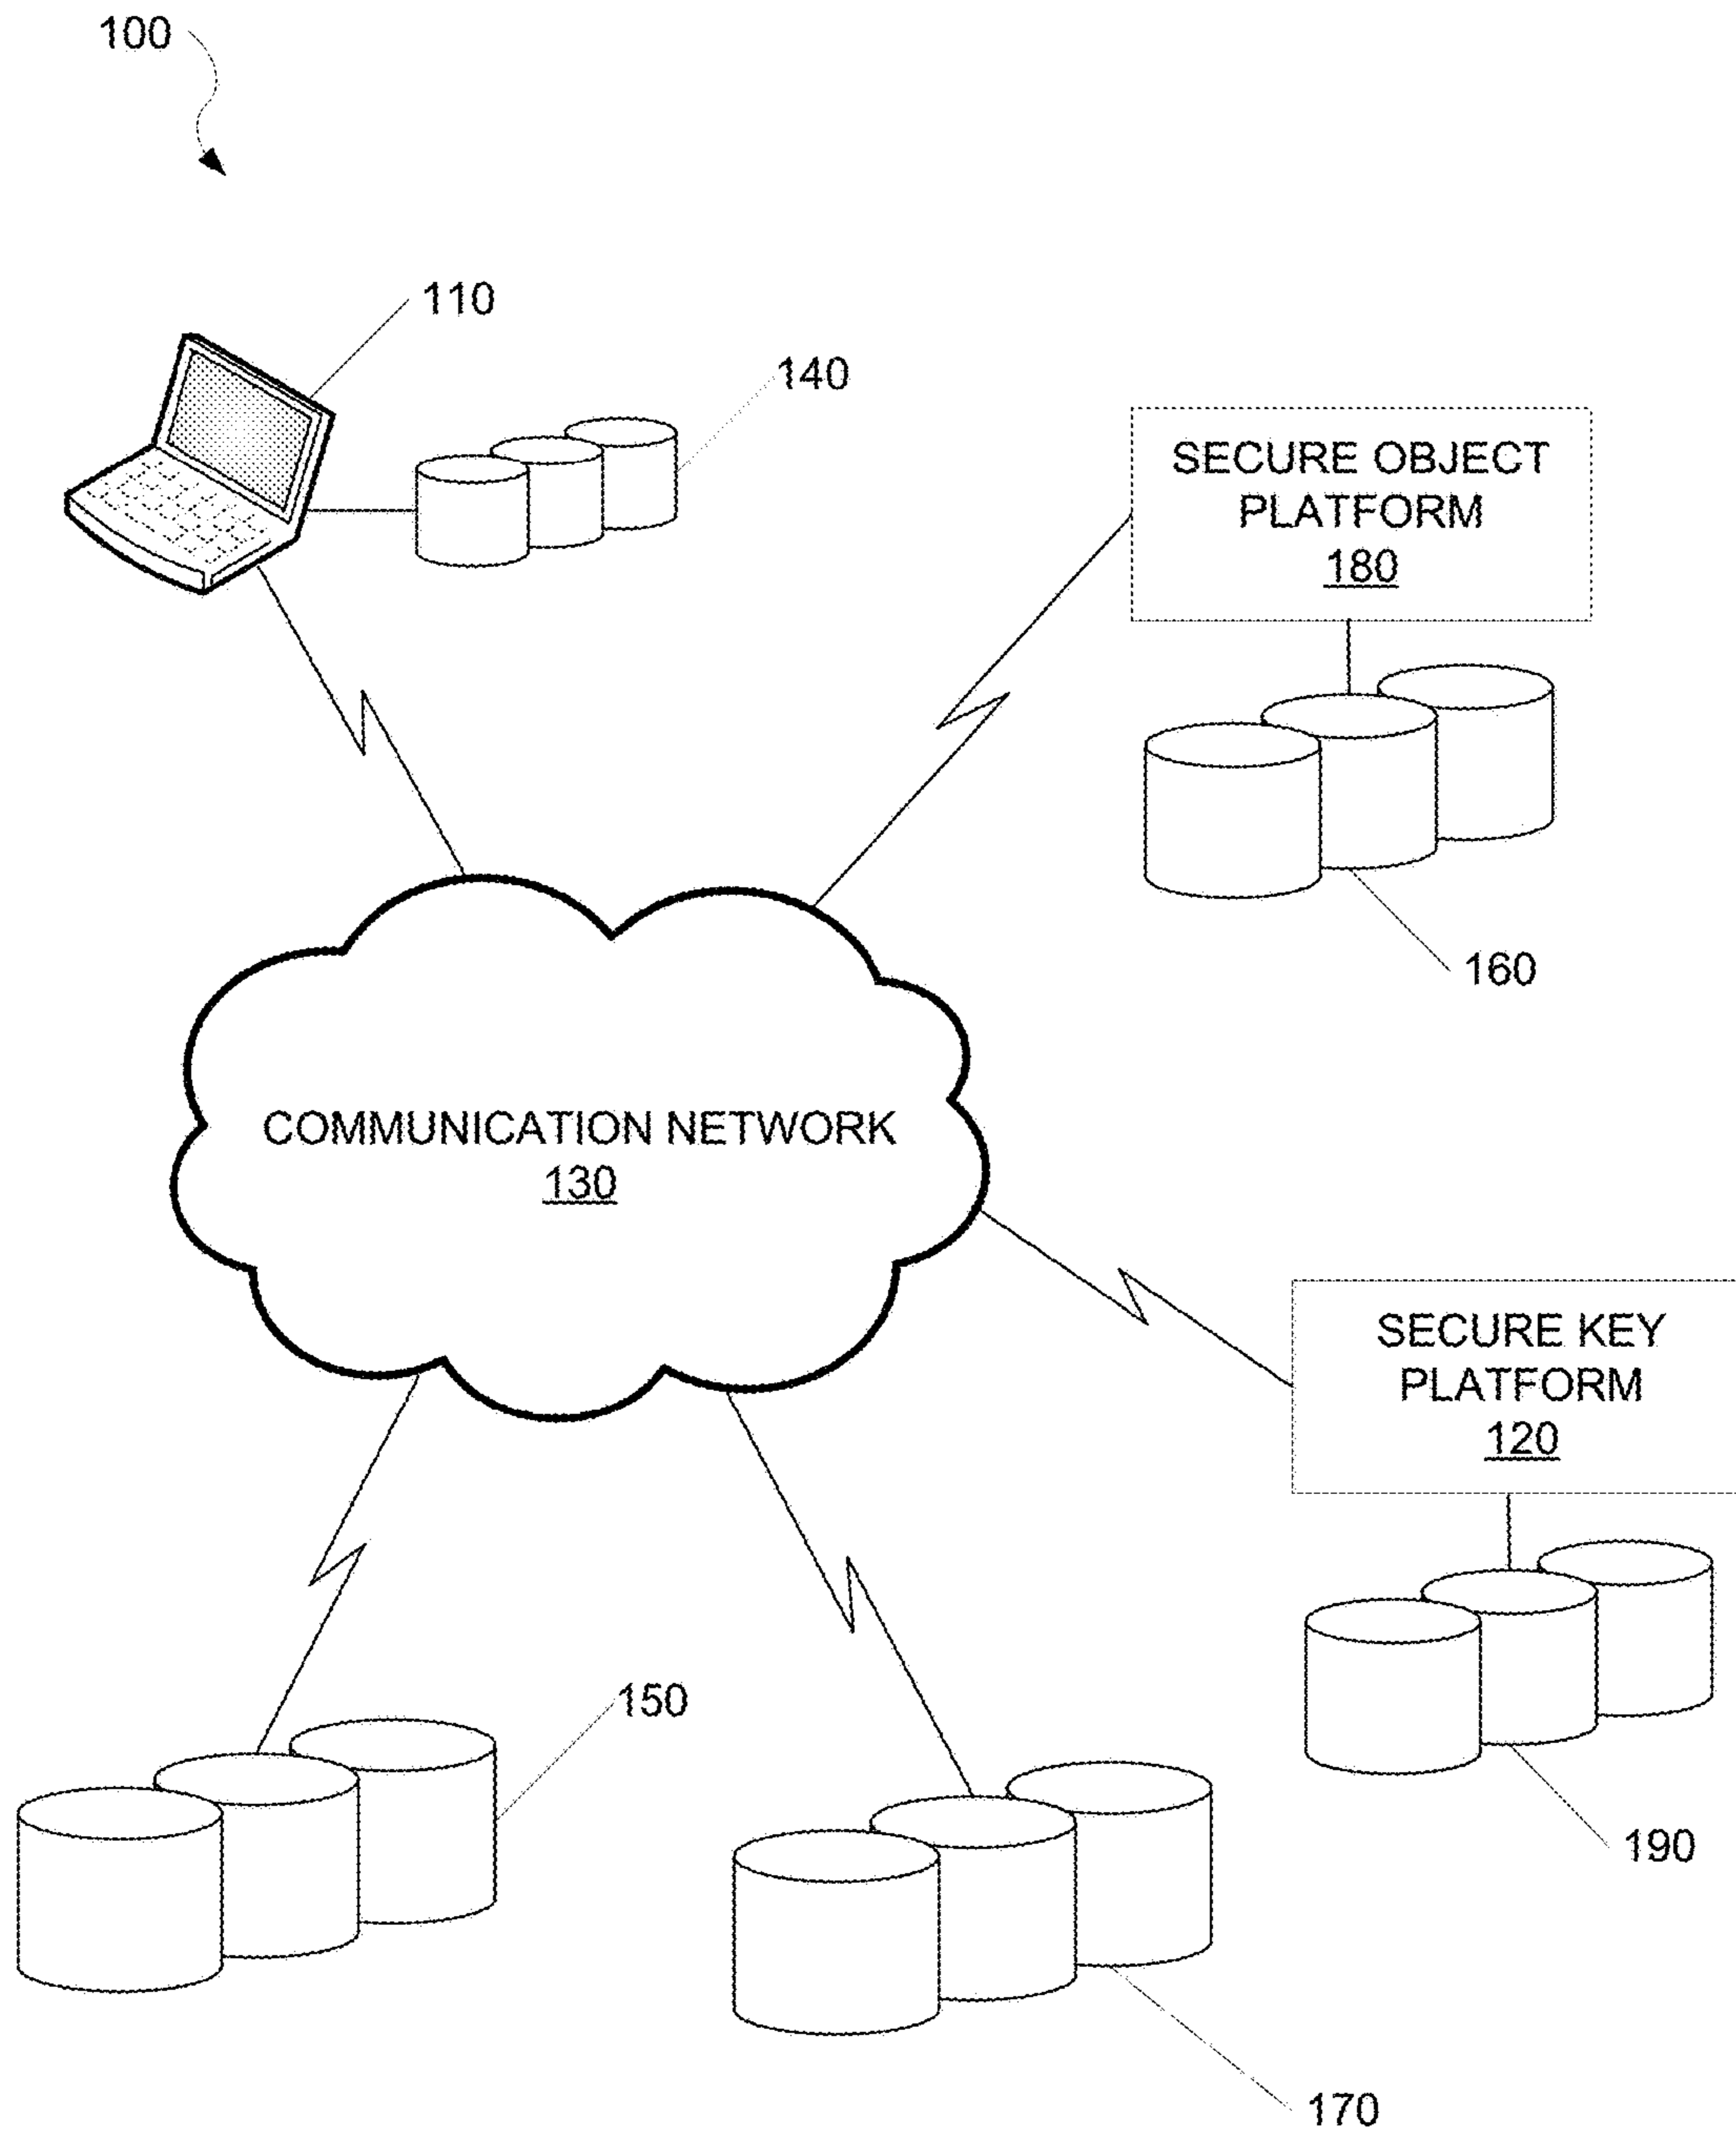 100
110
140
SECURE OBJECT
PLATFORM
180
160
COMMUNICATION NETWORK
130
SECURE KEY
PLATFORM
120
150
190
170